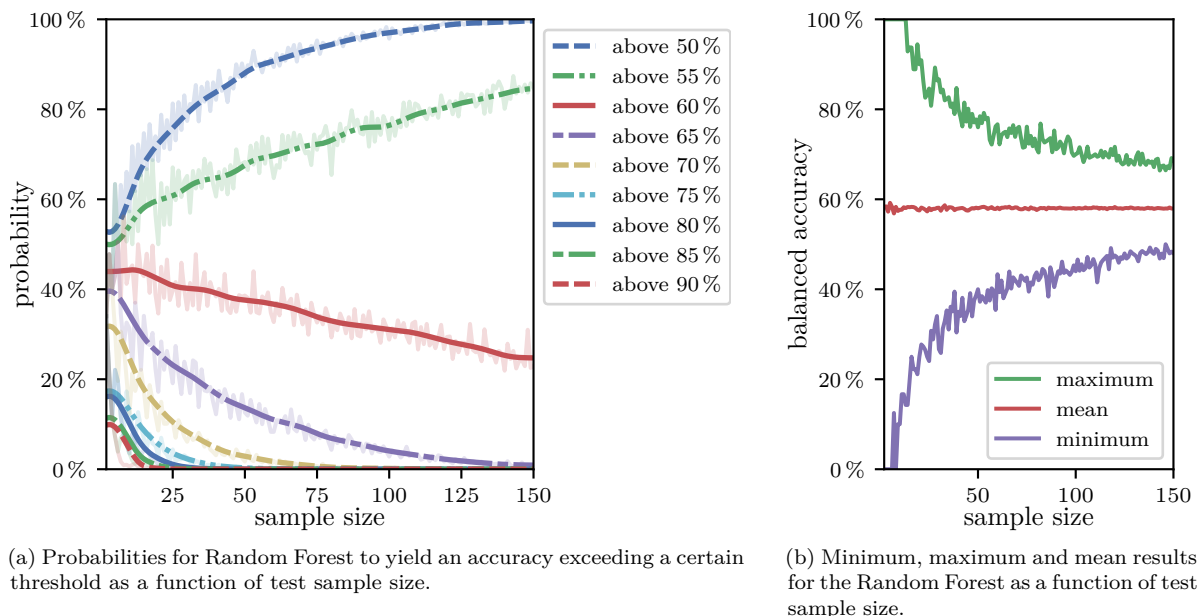 100 %
80 %
60 %
40 %
20 %
0 %
probability
25
50
75
100
125
150
sample size
above 50 %
above 55 %
above 60 %
above 65 %
above 70 %
above 75 %
above 80 %
above 85 %
above 90 %
(a) Probabilities for Random Forest to yield an accuracy exceeding a certain
threshold as a function of test sample size.
100 %
80 %
60 %
40 %
20 %
0 %
balanced accuracy
maximum
mean
minimum
50
100
150
sample size
(b) Minimum, maximum and mean results
for the Random Forest as a function of test
sample size.